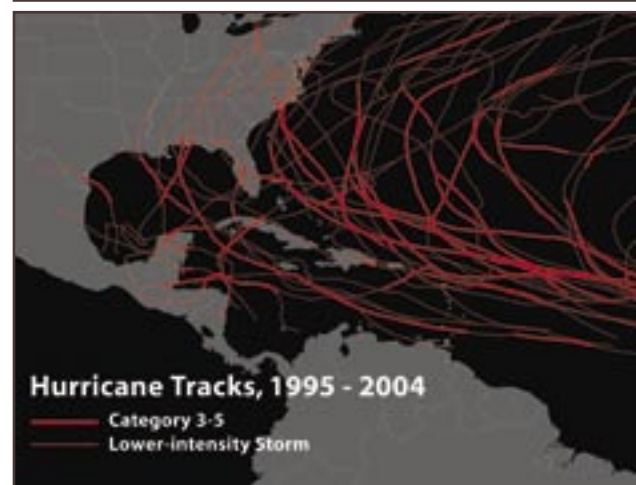 Hurricane Tracks, 1995 - 2004
Category 3-5
Lower-intensity Storm